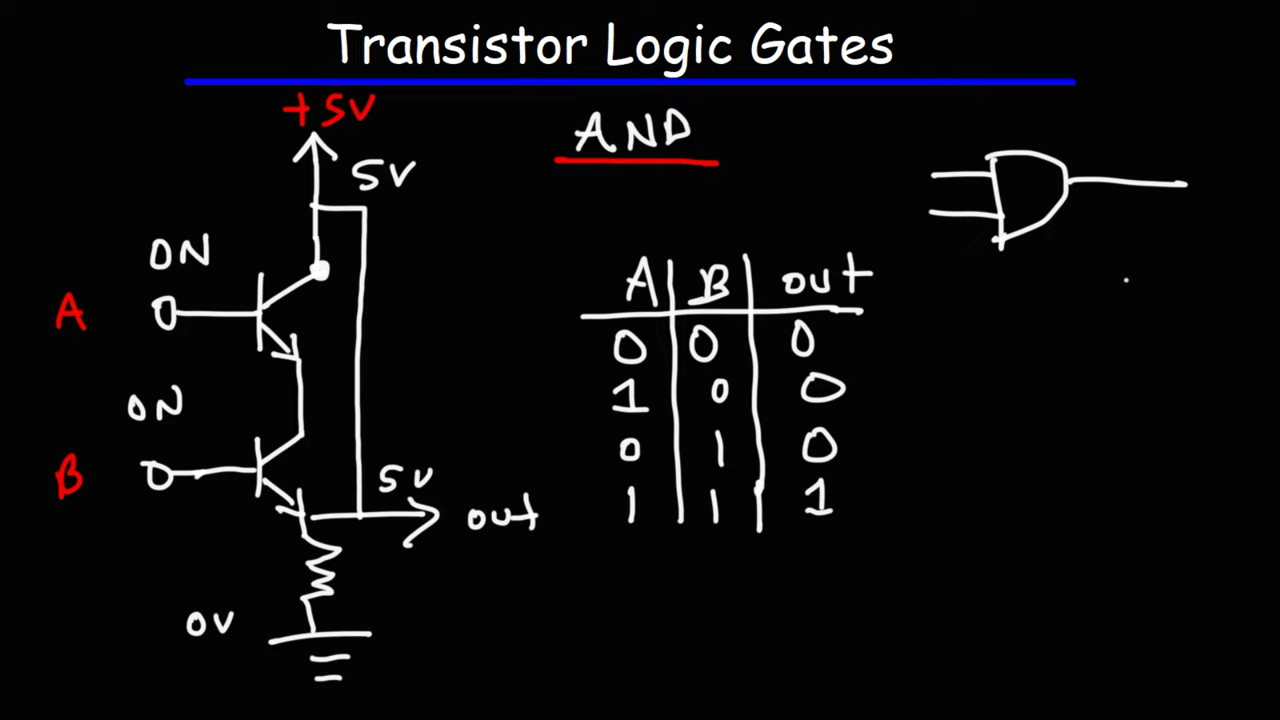 Transistor Logic Gates
+5V
5V
AND
ON
A
A B out
0 0 0
1 0 0
0 1 0
1 1 1
ON
B
5V
out
0V